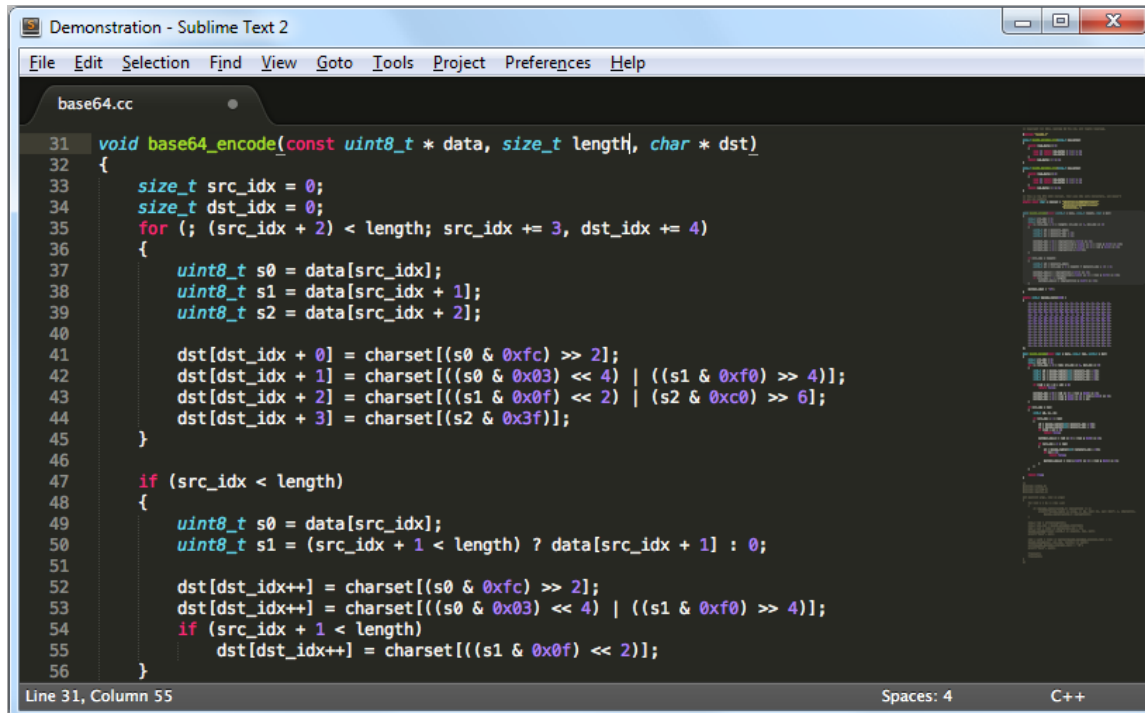 Demonstration - Sublime Text 2
File Edit Selection Find View Goto Tools Project Preferences Help
base64.cc
31 void base64_encode(const uint8_t * data, size_t length, char * dst)
32 {
33     size_t src_idx = 0;
34     size_t dst_idx = 0;
35     for (; (src_idx + 2) < length; src_idx += 3, dst_idx += 4)
36     {
37         uint8_t s0 = data[src_idx];
38         uint8_t s1 = data[src_idx + 1];
39         uint8_t s2 = data[src_idx + 2];
40
41         dst[dst_idx + 0] = charset[(s0 & 0xfc) >> 2];
42         dst[dst_idx + 1] = charset[((s0 & 0x03) << 4) | ((s1 & 0xf0) >> 4)];
43         dst[dst_idx + 2] = charset[((s1 & 0x0f) << 2) | (s2 & 0xc0) >> 6];
44         dst[dst_idx + 3] = charset[(s2 & 0x3f)];
45     }
46
47     if (src_idx < length)
48     {
49         uint8_t s0 = data[src_idx];
50         uint8_t s1 = (src_idx + 1 < length) ? data[src_idx + 1] : 0;
51
52         dst[dst_idx++] = charset[(s0 & 0xfc) >> 2];
53         dst[dst_idx++] = charset[((s0 & 0x03) << 4) | ((s1 & 0xf0) >> 4)];
54         if (src_idx + 1 < length)
55             dst[dst_idx++] = charset[((s1 & 0x0f) << 2)];
56     }
Line 31, Column 55 Spaces: 4 C++